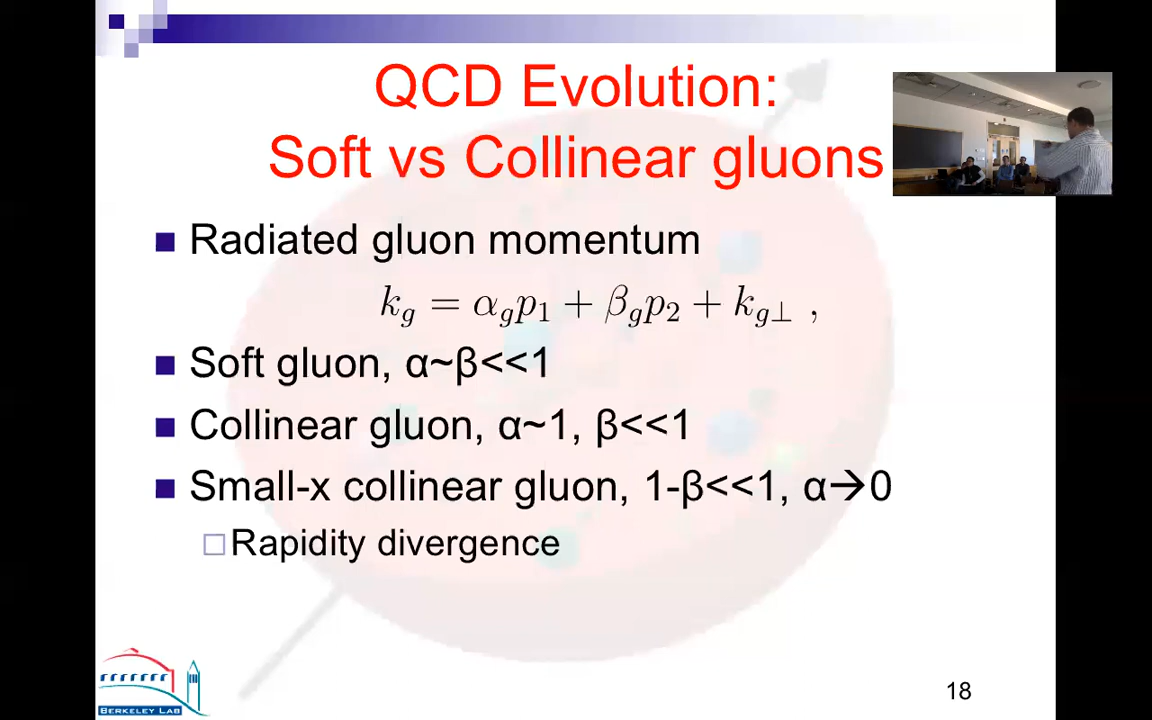 QCD Evolution:
Soft vs Collinear gluons
Radiated gluon momentum
k_g = α_g p_1 + β_g p_2 + k_{g⊥} ,
Soft gluon, α~β<<1
Collinear gluon, α~1, β<<1
Small-x collinear gluon, 1-β<<1, α→0
Rapidity divergence
BERKELEY LAB
18